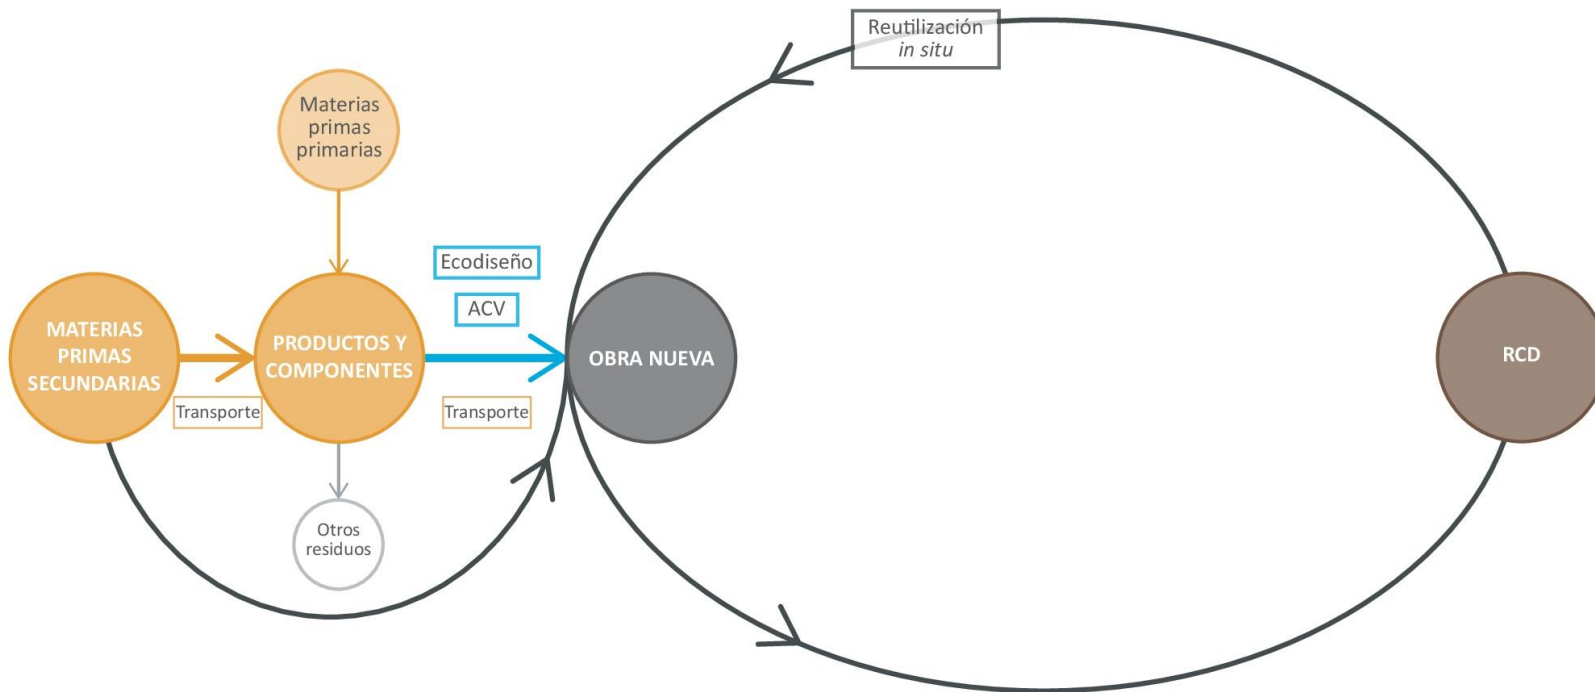 Reutilización
in situ
Materias
primas
primarias
Ecodiseño
ACV
MATERIAS
PRIMAS
SECUNDARIAS
PRODUCTOS Y
COMPONENTES
OBRA NUEVA
RCD
Transporte
Transporte
Otros
residuos